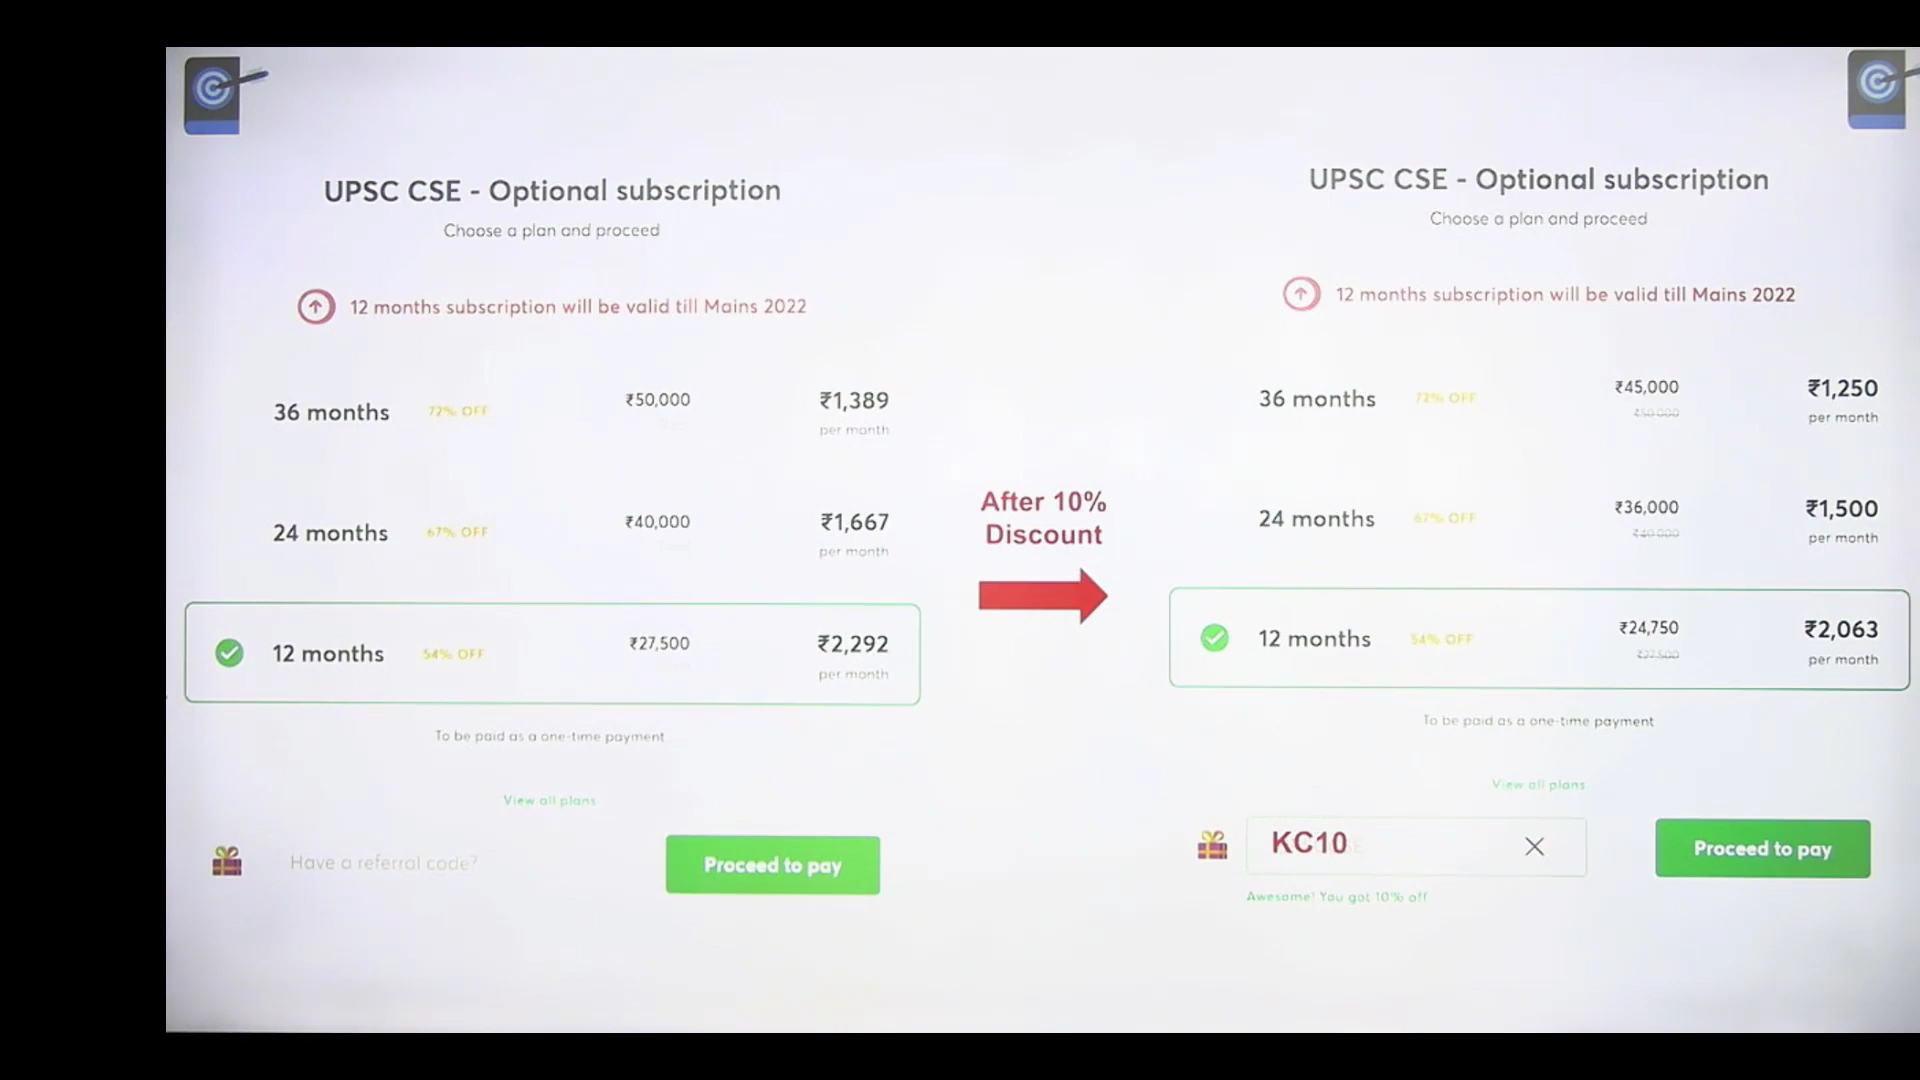 UPSC CSE - Optional subscription
Choose a plan and proceed
12 months subscription will be valid till Mains 2022
36 months 72% OFF ₹50,000 ₹1,389
per month
24 months 67% OFF ₹40,000 ₹1,667
per month
12 months 54% OFF ₹27,500 ₹2,292
per month
To be paid as a one-time payment
View all plans
Have a referral code? Proceed to pay
After 10%
Discount
UPSC CSE - Optional subscription
Choose a plan and proceed
12 months subscription will be valid till Mains 2022
36 months 72% OFF ₹45,000 ₹1,250
₹50,000 per month
24 months 67% OFF ₹36,000 ₹1,500
₹40,000 per month
12 months 54% OFF ₹24,750 ₹2,063
₹27,500 per month
To be paid as a one-time payment
View all plans
KC10 Proceed to pay
Awesome! You got 10% off